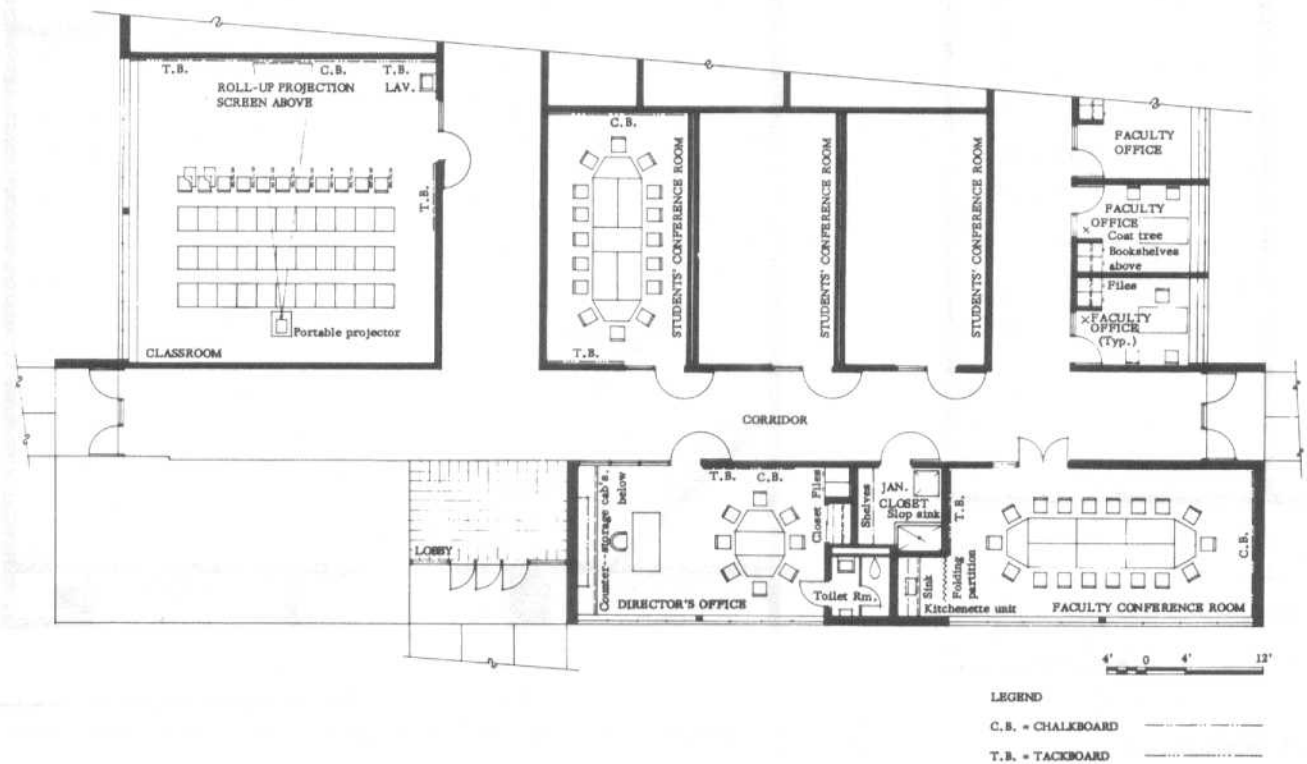 T.B.
C.B.
T.B.
LAV.
ROLL-UP PROJECTION
SCREEN ABOVE
T.B.
Portable projector
CLASSROOM
C.B.
T.B.
STUDENTS' CONFERENCE ROOM
STUDENTS' CONFERENCE ROOM
STUDENTS' CONFERENCE ROOM
FACULTY
OFFICE
FACULTY
OFFICE
Coat tree
Bookshelves
above
Files
FACULTY
OFFICE
(Typ.)
CORRIDOR
LOBBY
Counter--storage cab's.
below
T.B.
C.B.
Files
Closet
DIRECTOR'S OFFICE
Shelves
JAN.
CLOSET
Slop sink
Toilet Rm.
Sink
Folding
partition
Kitchenette unit
T.B.
C.B.
FACULTY CONFERENCE ROOM
4' 0 4' 12'
LEGEND
C.B. = CHALKBOARD
T.B. = TACKBOARD